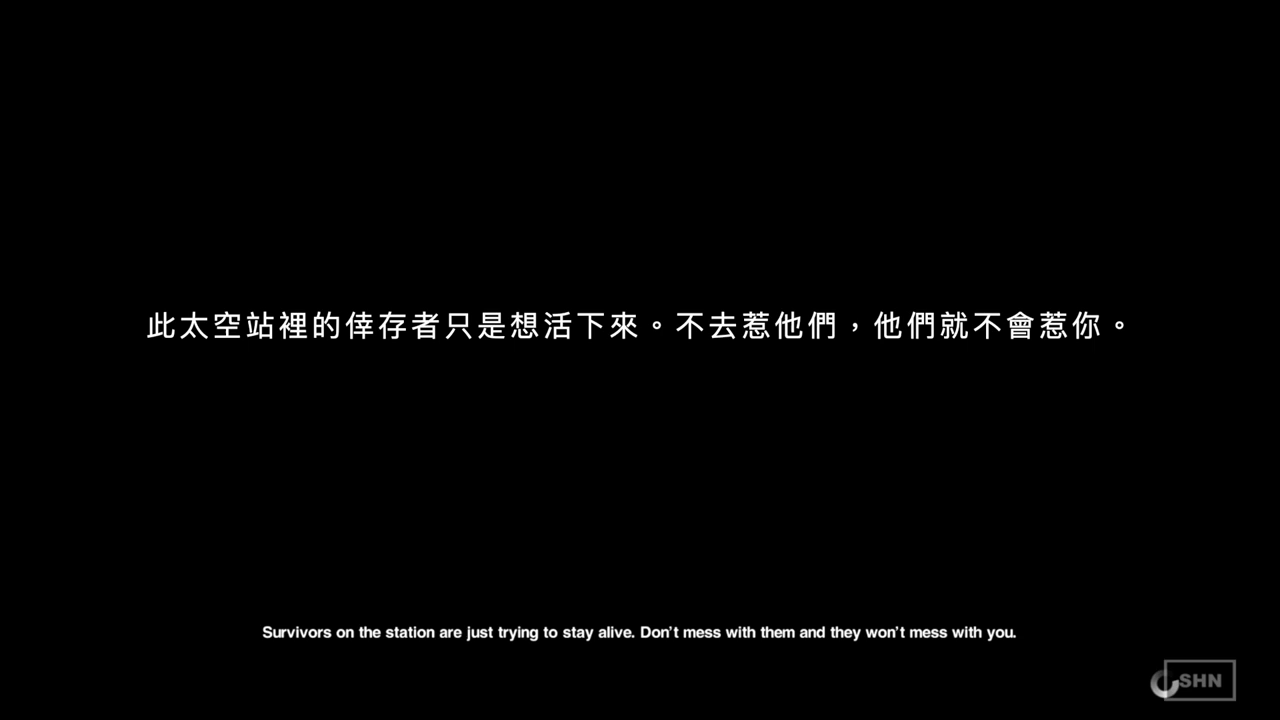 此太空站裡的倖存者只是想活下來。不去惹他們，他們就不會惹你。
Survivors on the station are just trying to stay alive. Don't mess with them and they won't mess with you.
SHN